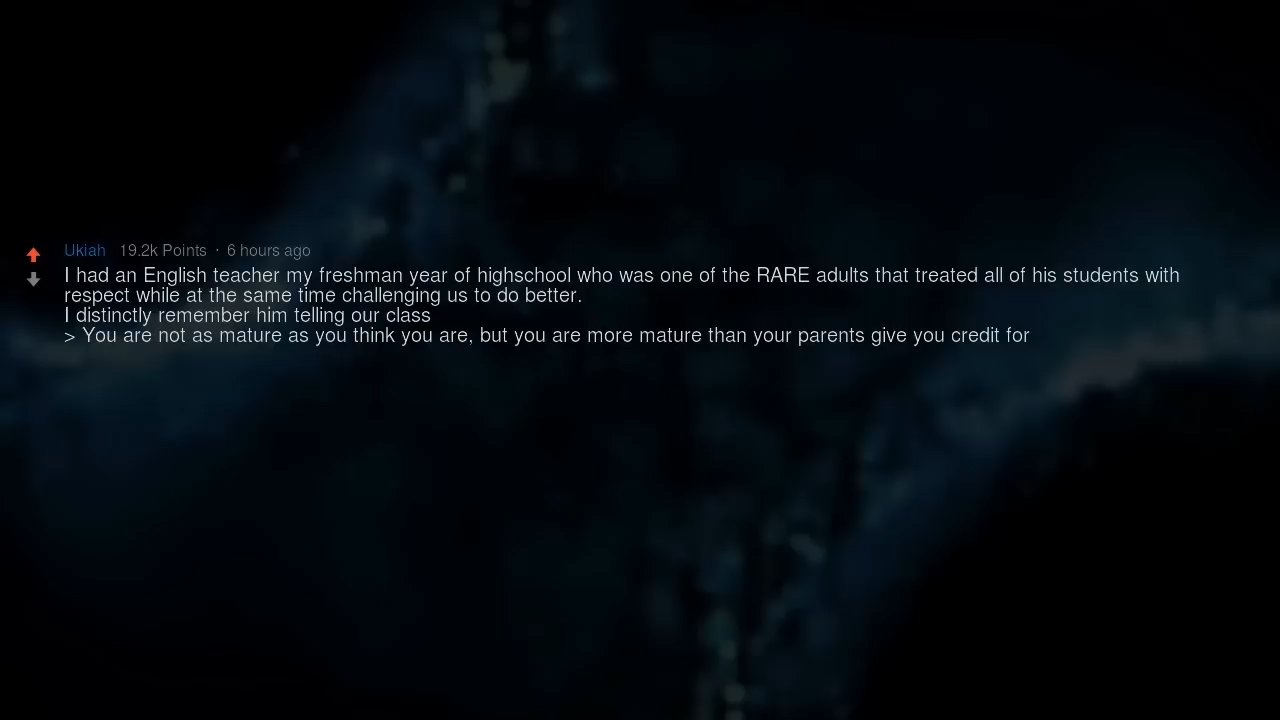 Ukiah 19.2k Points · 6 hours ago
I had an English teacher my freshman year of highschool who was one of the RARE adults that treated all of his students with
respect while at the same time challenging us to do better.
I distinctly remember him telling our class
> You are not as mature as you think you are, but you are more mature than your parents give you credit for